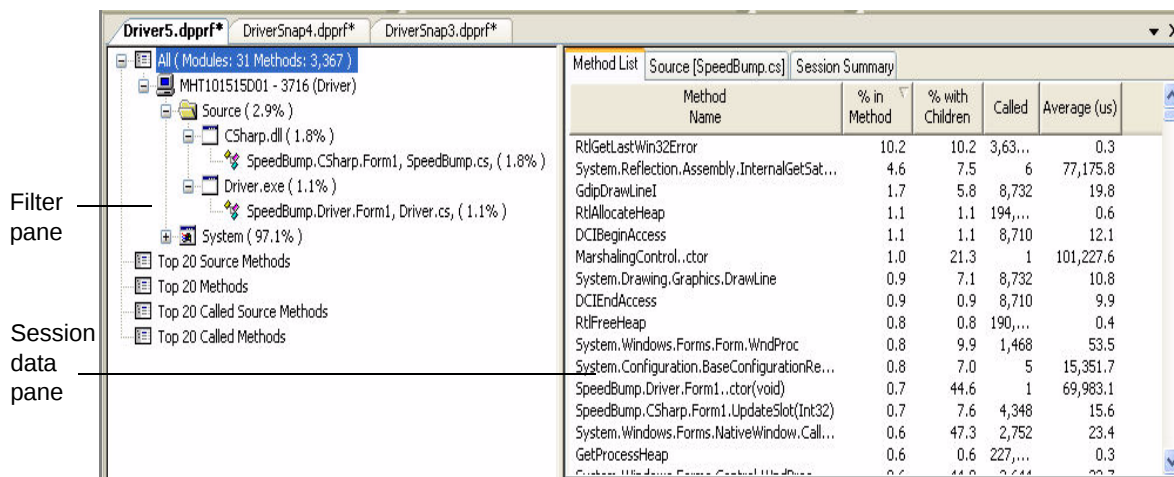 Driver5.dpprf* DriverSnap4.dpprf* DriverSnap3.dpprf*
Filter pane
Session data pane
All ( Modules: 31 Methods: 3,367 )
MHT101515D01 - 3716 (Driver)
Source ( 2.9% )
CSharp.dll ( 1.8% )
SpeedBump.CSharp.Form1, SpeedBump.cs, ( 1.8% )
Driver.exe ( 1.1% )
SpeedBump.Driver.Form1, Driver.cs, ( 1.1% )
System ( 97.1% )
Top 20 Source Methods
Top 20 Methods
Top 20 Called Source Methods
Top 20 Called Methods
Method List Source [SpeedBump.cs] Session Summary
Method Name % in Method % with Children Called Average (us)
RtlGetLastWin32Error 10.2 10.2 3,63... 0.3
System.Reflection.Assembly.InternalGetSat... 4.6 7.5 6 77,175.8
GdipDrawLineI 1.7 5.8 8,732 19.8
RtlAllocateHeap 1.1 1.1 194,... 0.6
DCIBeginAccess 1.1 1.1 8,710 12.1
MarshalingControl..ctor 1.0 21.3 1 101,227.6
System.Drawing.Graphics.DrawLine 0.9 7.1 8,732 10.8
DCIEndAccess 0.9 0.9 8,710 9.9
RtlFreeHeap 0.8 0.8 190,... 0.4
System.Windows.Forms.Form.WndProc 0.8 9.9 1,468 53.5
System.Configuration.BaseConfigurationRe... 0.8 7.0 5 15,351.7
SpeedBump.Driver.Form1..ctor(void) 0.7 44.6 1 69,983.1
SpeedBump.CSharp.Form1.UpdateSlot(Int32) 0.7 7.6 4,348 15.6
System.Windows.Forms.NativeWindow.Call... 0.6 47.3 2,752 23.4
GetProcessHeap 0.6 0.6 227,... 0.3